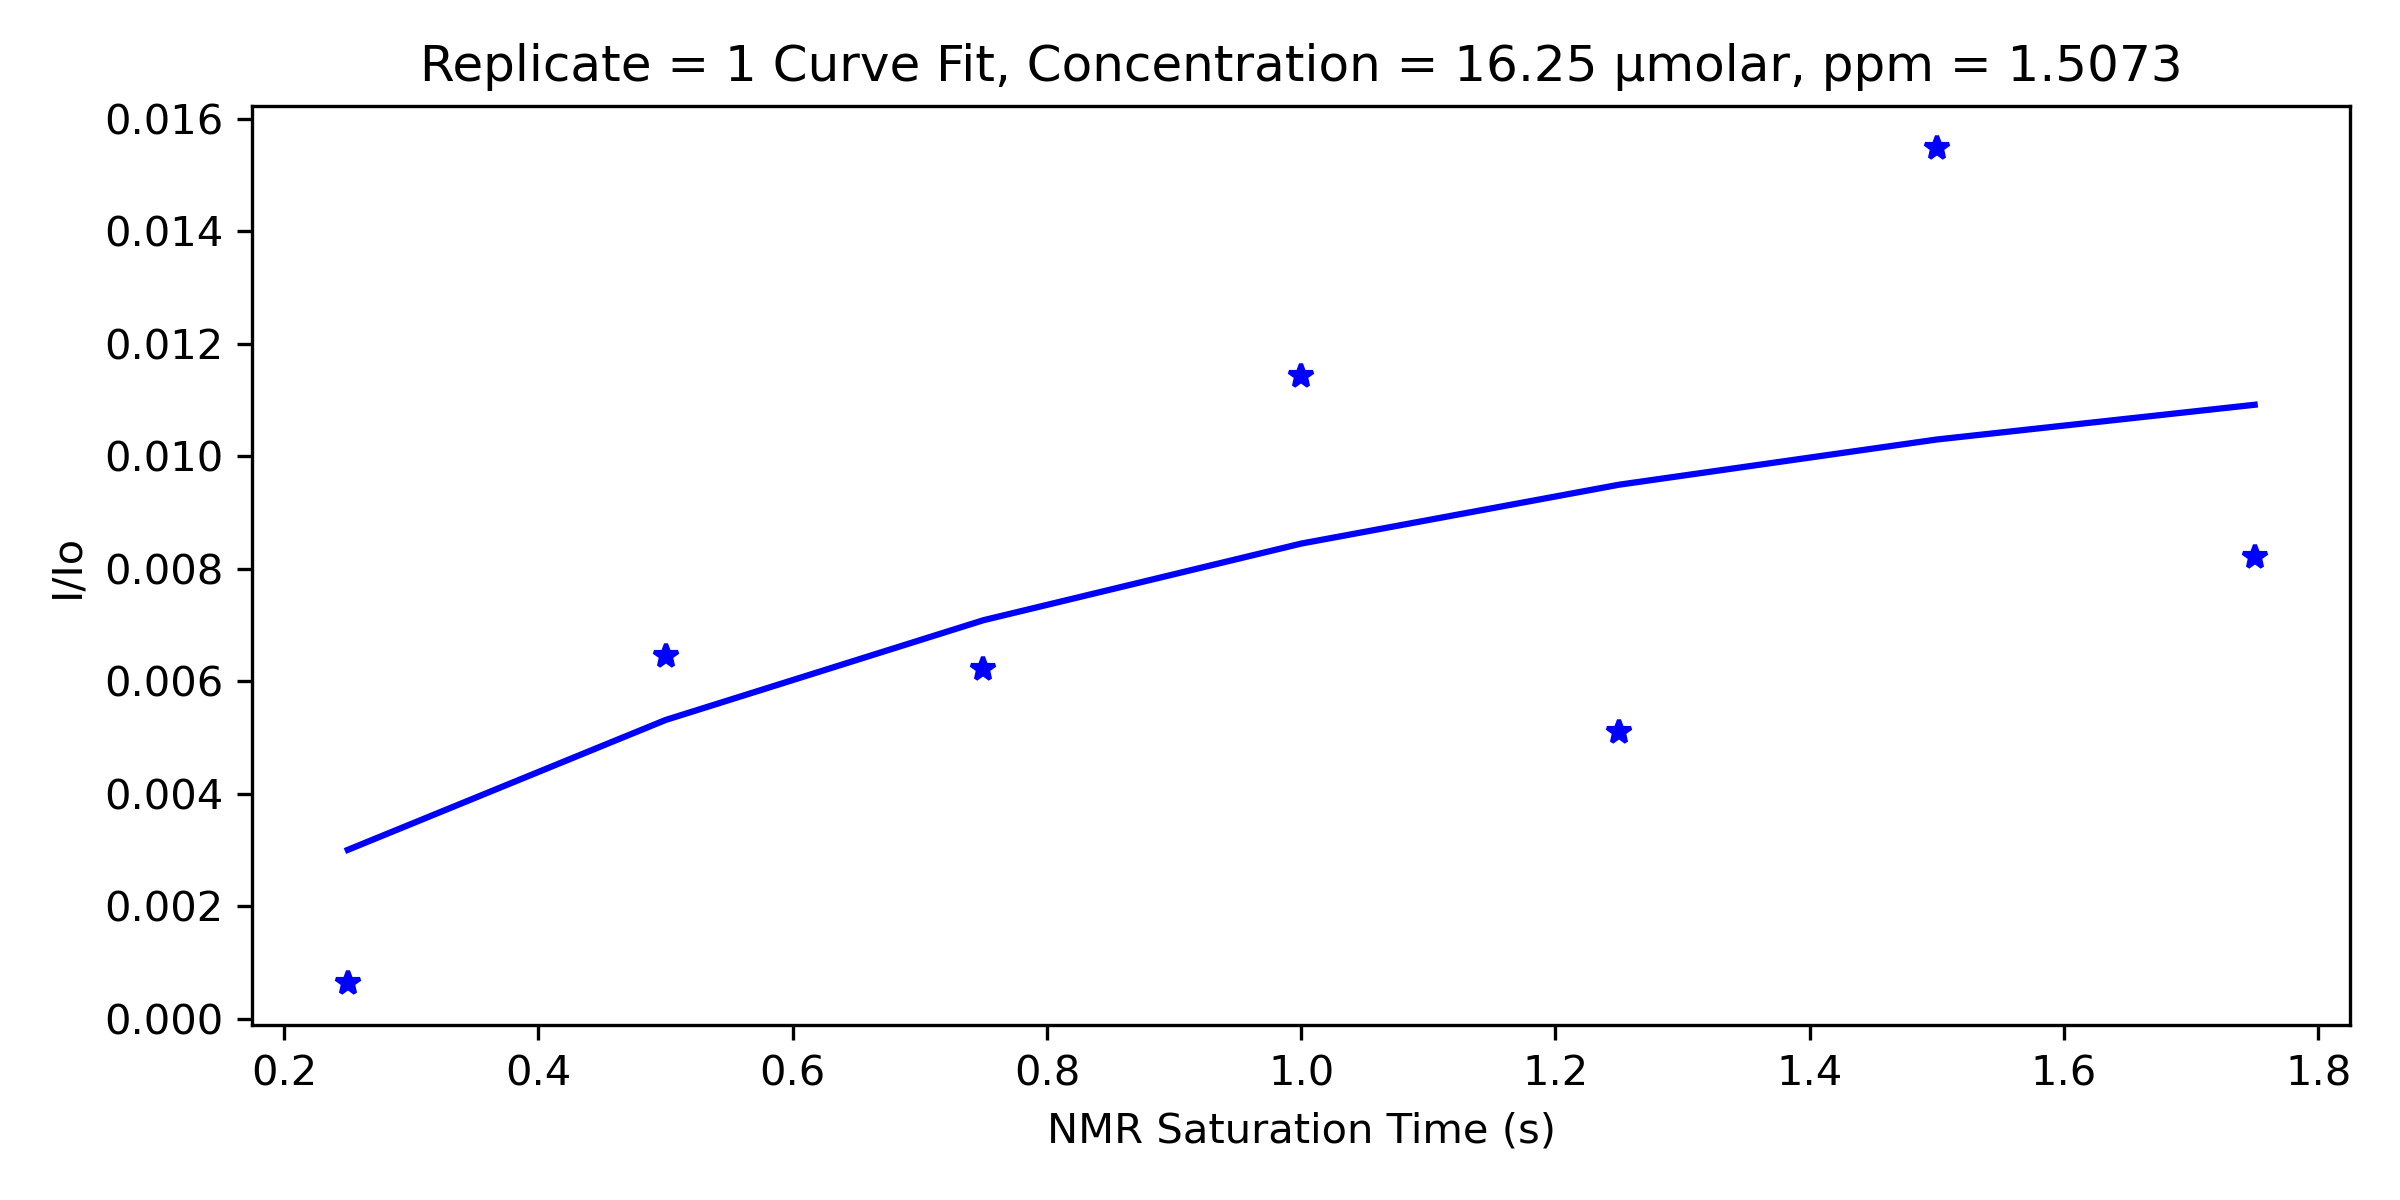 Replicate = 1 Curve Fit, Concentration = 16.25 µmolar, ppm = 1.5073
0.016
0.014
0.012
0.010
0.008
0.006
0.004
0.002
0.000
I/Io
0.2 0.4 0.6 0.8 1.0 1.2 1.4 1.6 1.8
NMR Saturation Time (s)